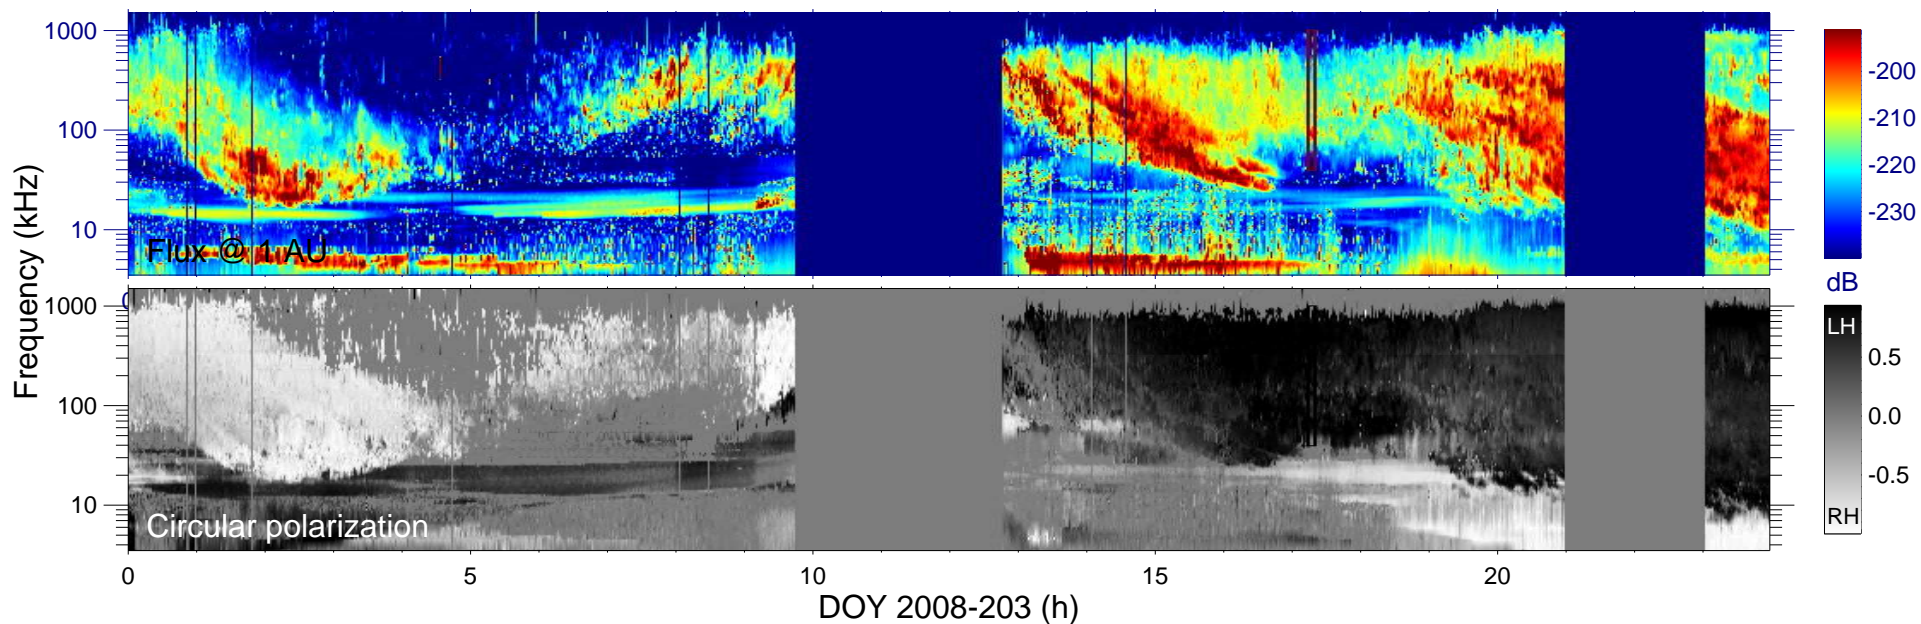 1000
100
10
Flux @ 1 AU
-200
-210
-220
-230
dB
Frequency (kHz)
0
1000
100
10
Circular polarization
LH
0.5
0.0
-0.5
RH
0 5 10 15 20
DOY 2008-203 (h)